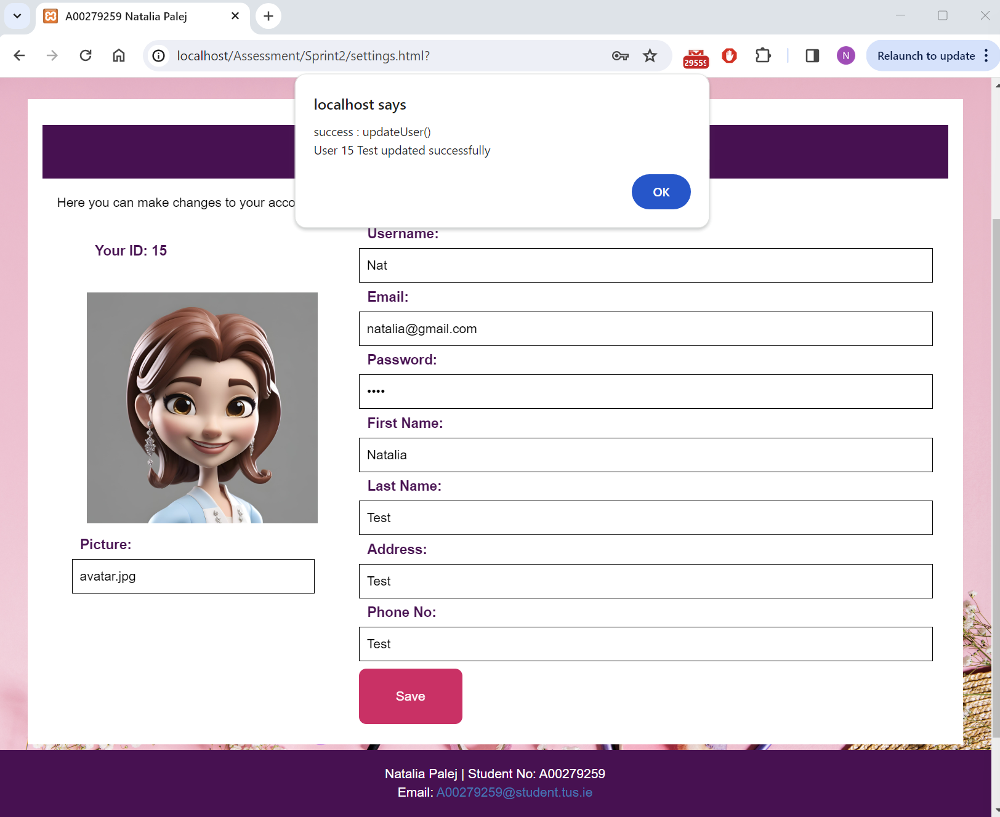 A00279259 Natalia Palej
localhost/Assessment/Sprint2/settings.html?
29559
N
Relaunch to update
localhost says
success : updateUser()
User 15 Test updated successfully
OK
Here you can make changes to your acco
Your ID: 15
Picture:
avatar.jpg
Username:
Nat
Email:
natalia@gmail.com
Password:
••••
First Name:
Natalia
Last Name:
Test
Address:
Test
Phone No:
Test
Save
Natalia Palej | Student No: A00279259
Email: A00279259@student.tus.ie